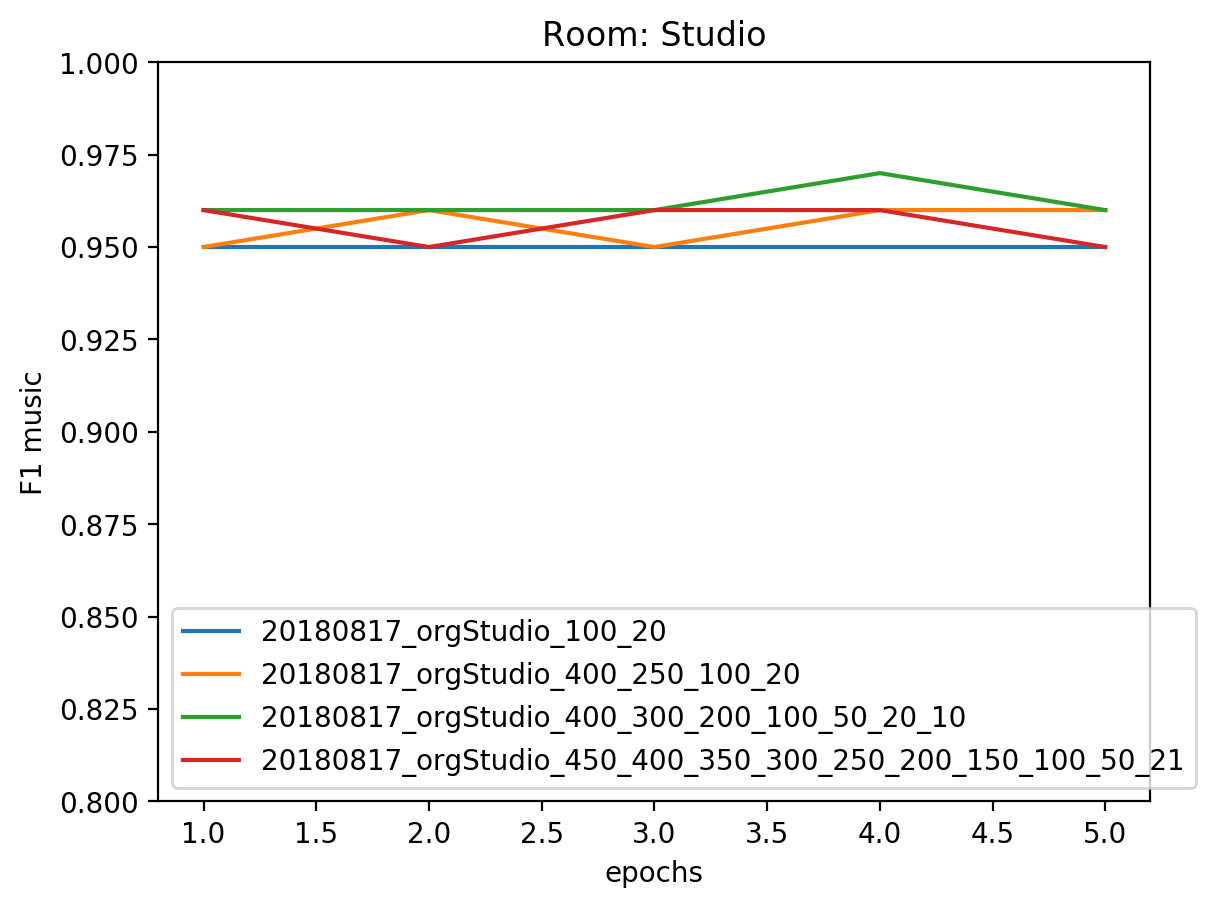 Room: Studio
1.000
0.975
0.950
0.925
0.900
0.875
0.850
0.825
0.800
F1 music
20180817_orgStudio_100_20
20180817_orgStudio_400_250_100_20
20180817_orgStudio_400_300_200_100_50_20_10
20180817_orgStudio_450_400_350_300_250_200_150_100_50_21
1.0 1.5 2.0 2.5 3.0 3.5 4.0 4.5 5.0
epochs